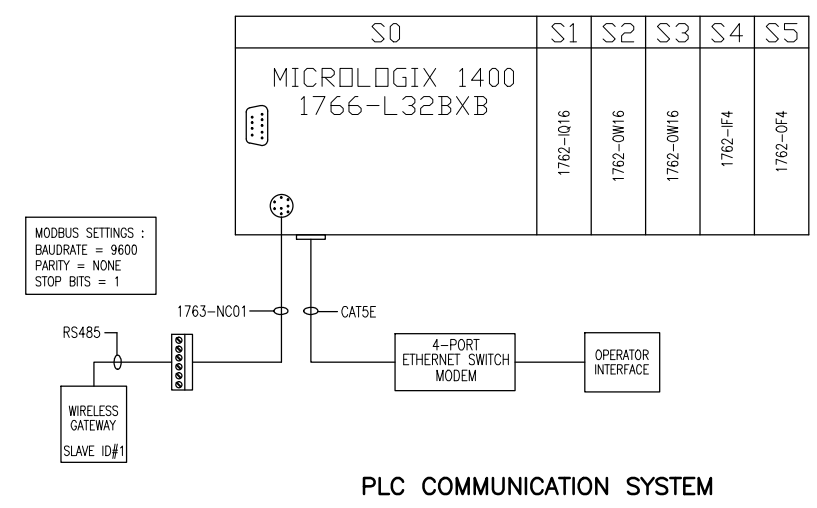 S0 S1 S2 S3 S4 S5
MICROLOGIX 1400
1766-L32BXB
1762-IQ16
1762-OW16
1762-OW16
1762-IF4
1762-OF4
MODBUS SETTINGS :
BAUDRATE = 9600
PARITY = NONE
STOP BITS = 1
1763-NC01
CAT5E
RS485
4-PORT
ETHERNET SWITCH
MODEM
OPERATOR
INTERFACE
WIRELESS
GATEWAY
SLAVE ID#1
PLC COMMUNICATION SYSTEM